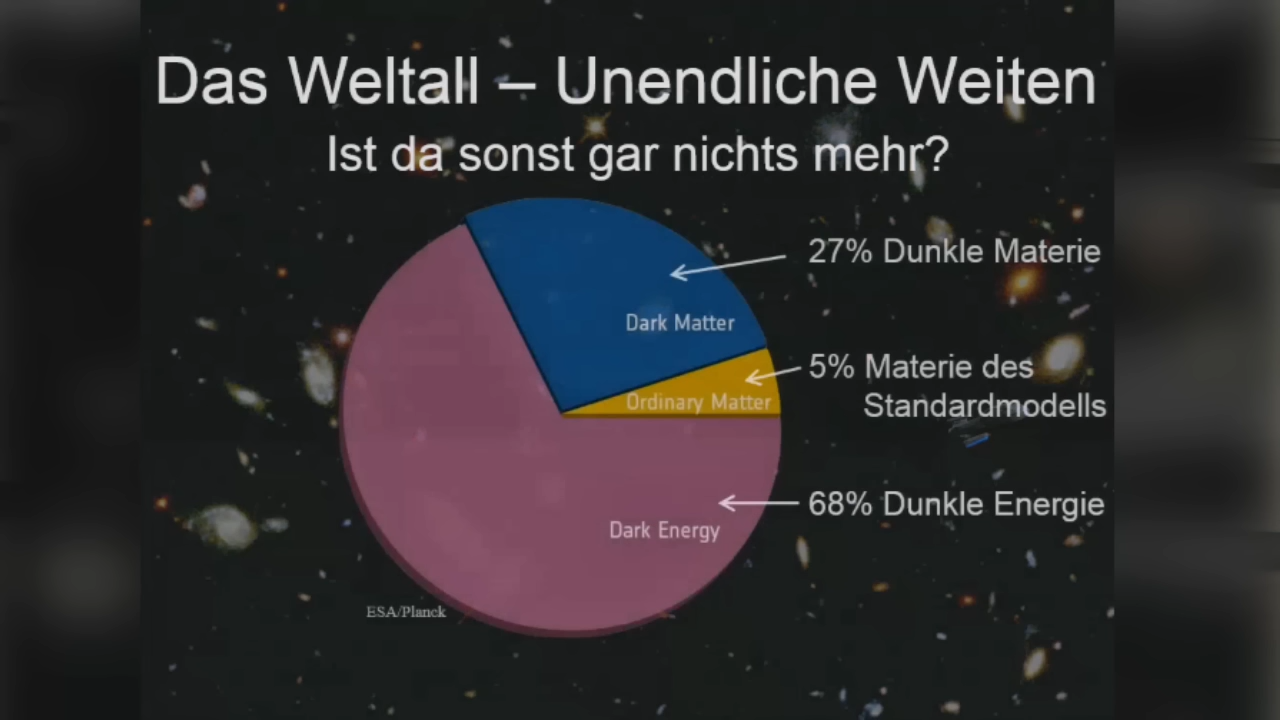 Das Weltall – Unendliche Weiten
Ist da sonst gar nichts mehr?
27% Dunkle Materie
Dark Matter
5% Materie des
Standardmodells
Ordinary Matter
68% Dunkle Energie
Dark Energy
ESA/Planck